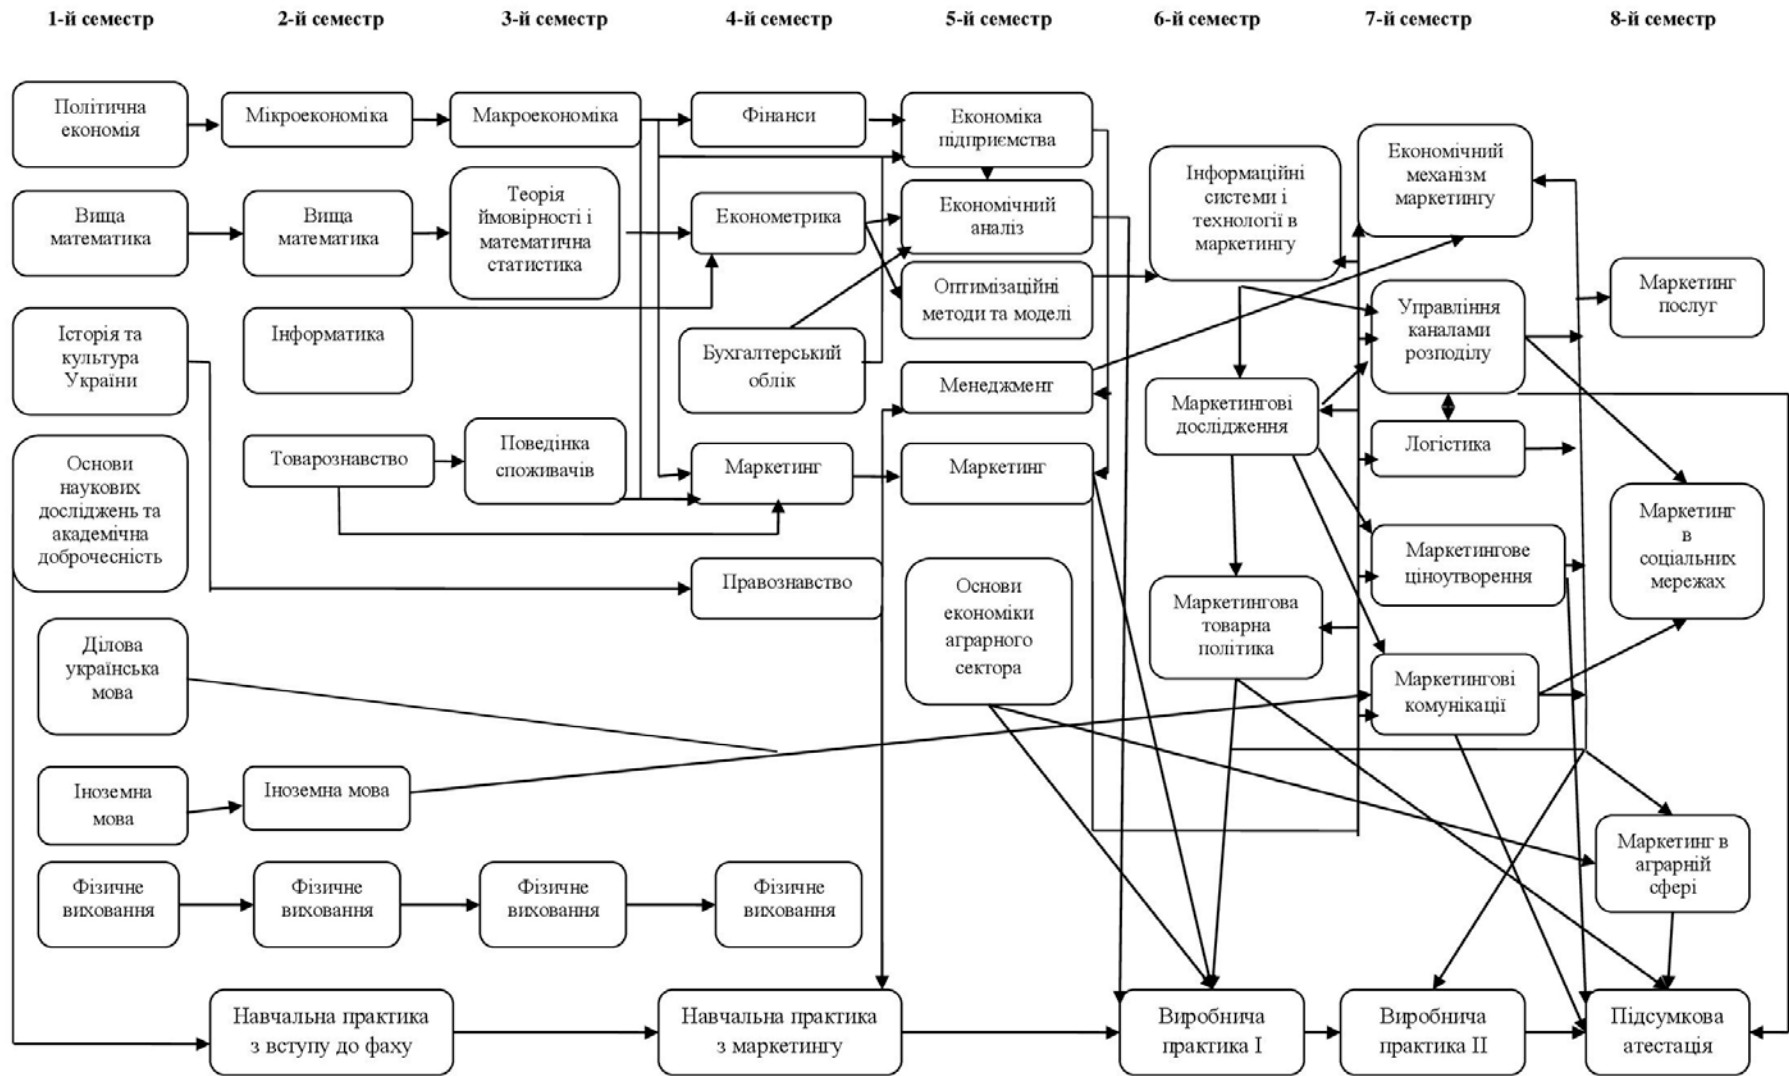 1-й семестр
2-й семестр
3-й семестр
4-й семестр
5-й семестр
6-й семестр
7-й семестр
8-й семестр
Політична
економія
Вища
математика
Історія та
культура
України
Основи
наукових
досліджень та
академічна
доброчесність
Ділова
українська
мова
Іноземна
мова
Фізичне
виховання
Мікроекономіка
Вища
математика
Інформатика
Товарознавство
Іноземна мова
Фізичне
виховання
Навчальна практика
з вступу до фаху
Макроекономіка
Теорія
ймовірності і
математична
статистика
Поведінка
споживачів
Фізичне
виховання
Фінанси
Економетрика
Бухгалтерський
облік
Маркетинг
Правознавство
Фізичне
виховання
Навчальна практика
з маркетингу
Економіка
підприємства
Економічний
аналіз
Оптимізаційні
методи та моделі
Менеджмент
Маркетинг
Основи
економіки
аграрного
сектора
Інформаційні
системи і
технології в
маркетингу
Маркетингові
дослідження
Маркетингова
товарна
політика
Виробнича
практика І
Економічний
механізм
маркетингу
Управління
каналами
розподілу
Логістика
Маркетингове
ціноутворення
Маркетингові
комунікації
Виробнича
практика ІІ
Маркетинг
послуг
Маркетинг
в
соціальних
мережах
Маркетинг в
аграрній
сфері
Підсумкова
атестація